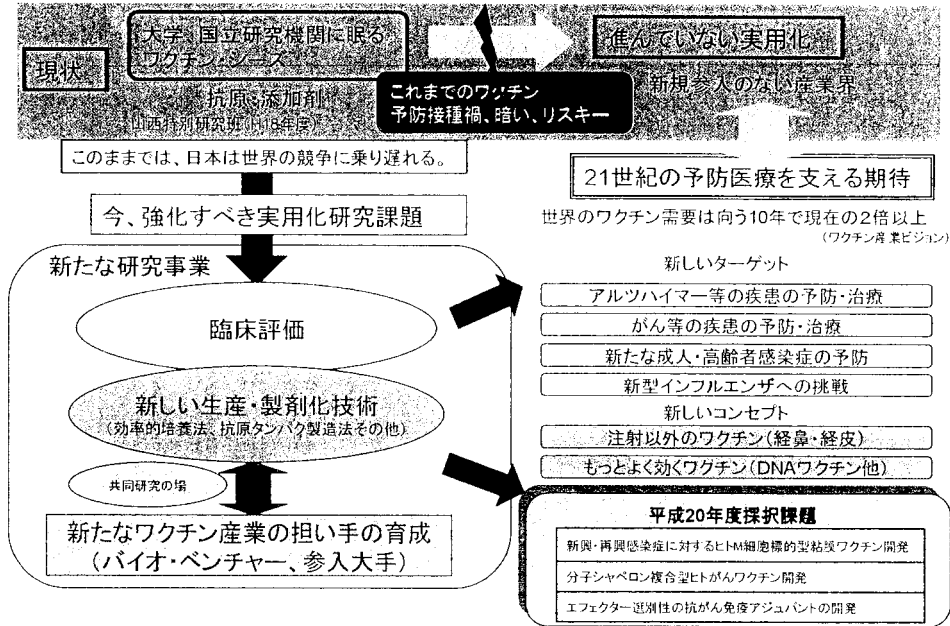 現状
大学、国立研究機関に眠る
ワクチン・シーズ
抗原・添加剤
山西特別研究班(H18年度)
これまでのワクチン
予防接種禍、暗い、リスキー
進んでいない実用化
新規参入のない産業界
このままでは、日本は世界の競争に乗り遅れる。
今、強化すべき実用化研究課題
新たな研究事業
臨床評価
新しい生産・製剤化技術
(効率的培養法、抗原タンパク製造法その他)
共同研究の場
新たなワクチン産業の担い手の育成
(バイオ・ベンチャー、参入大手)
21世紀の予防医療を支える期待
世界のワクチン需要は向う10年で現在の2倍以上
(ワクチン産業ビジョン)
新しいターゲット
アルツハイマー等の疾患の予防・治療
がん等の疾患の予防・治療
新たな成人・高齢者感染症の予防
新型インフルエンザへの挑戦
新しいコンセプト
注射以外のワクチン(経鼻・経皮)
もっとよく効くワクチン(DNAワクチン他)
平成20年度採択課題
新興・再興感染症に対するヒトM細胞標的型粘膜ワクチン開発
分子シャペロン複合型ヒトがんワクチン開発
エフェクター選別性の抗がん免疫アジュバントの開発